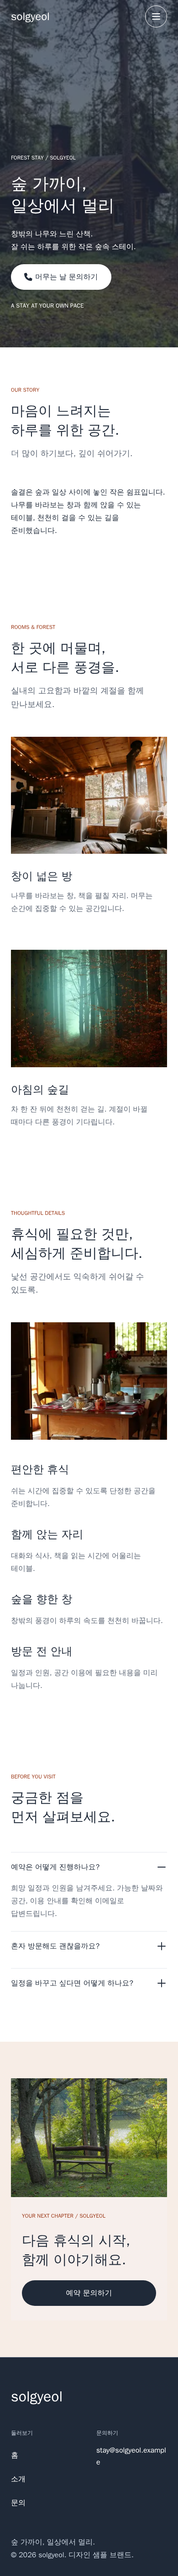 solgyeol
FOREST STAY / SOLGYEOL
숲 가까이,
일상에서 멀리
창밖의 나무와 느린 산책.
잘 쉬는 하루를 위한 작은 숲속 스테이.
머무는 날 문의하기
A STAY AT YOUR OWN PACE
OUR STORY
마음이 느려지는
하루를 위한 공간.
더 많이 하기보다, 깊이 쉬어가기.
솔결은 숲과 일상 사이에 놓인 작은 쉼표입니다.
나무를 바라보는 창과 함께 앉을 수 있는
테이블, 천천히 걸을 수 있는 길을
준비했습니다.
ROOMS & FOREST
한 곳에 머물며,
서로 다른 풍경을.
실내의 고요함과 바깥의 계절을 함께
만나보세요.
창이 넓은 방
나무를 바라보는 창, 책을 펼칠 자리. 머무는
순간에 집중할 수 있는 공간입니다.
아침의 숲길
차 한 잔 뒤에 천천히 걷는 길. 계절이 바뀔
때마다 다른 풍경이 기다립니다.
THOUGHTFUL DETAILS
휴식에 필요한 것만,
세심하게 준비합니다.
낯선 공간에서도 익숙하게 쉬어갈 수
있도록.
편안한 휴식
쉬는 시간에 집중할 수 있도록 단정한 공간을
준비합니다.
함께 앉는 자리
대화와 식사, 책을 읽는 시간에 어울리는
테이블.
숲을 향한 창
창밖의 풍경이 하루의 속도를 천천히 바꿉니다.
방문 전 안내
일정과 인원, 공간 이용에 필요한 내용을 미리
나눕니다.
BEFORE YOU VISIT
궁금한 점을
먼저 살펴보세요.
예약은 어떻게 진행하나요?
희망 일정과 인원을 남겨주세요. 가능한 날짜와
공간, 이용 안내를 확인해 이메일로
답변드립니다.
혼자 방문해도 괜찮을까요?
일정을 바꾸고 싶다면 어떻게 하나요?
YOUR NEXT CHAPTER / SOLGYEOL
다음 휴식의 시작,
함께 이야기해요.
예약 문의하기
solgyeol
둘러보기
문의하기
홈
stay@solgyeol.exampl
e
소개
문의
숲 가까이, 일상에서 멀리.
© 2026 solgyeol. 디자인 샘플 브랜드.